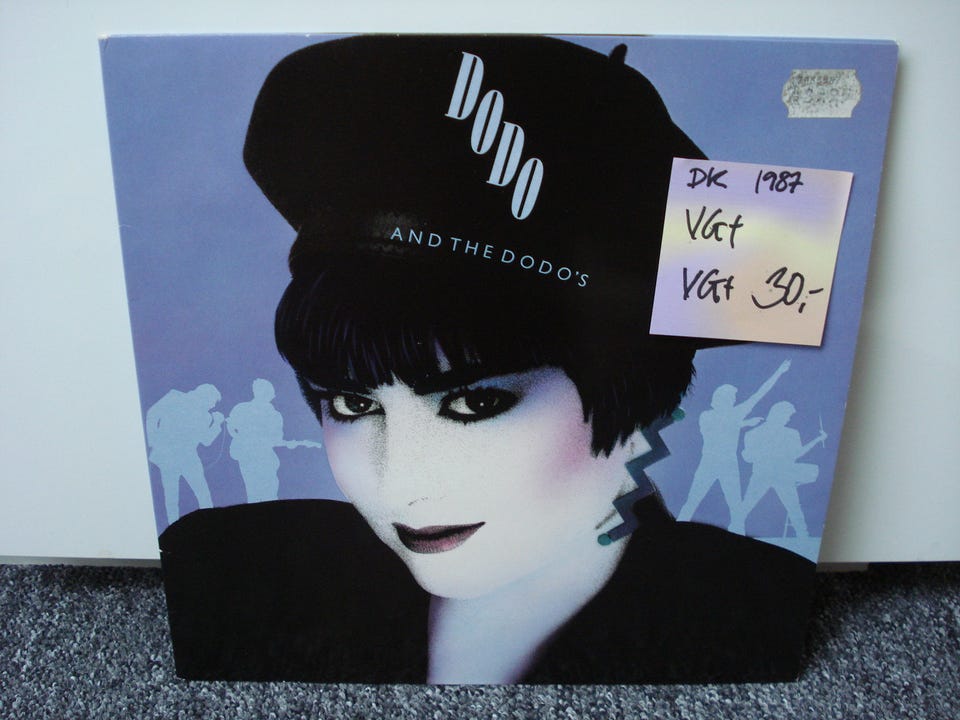 DODO
AND THE DODO'S
DK 1987
VG+
VG+ 30,-